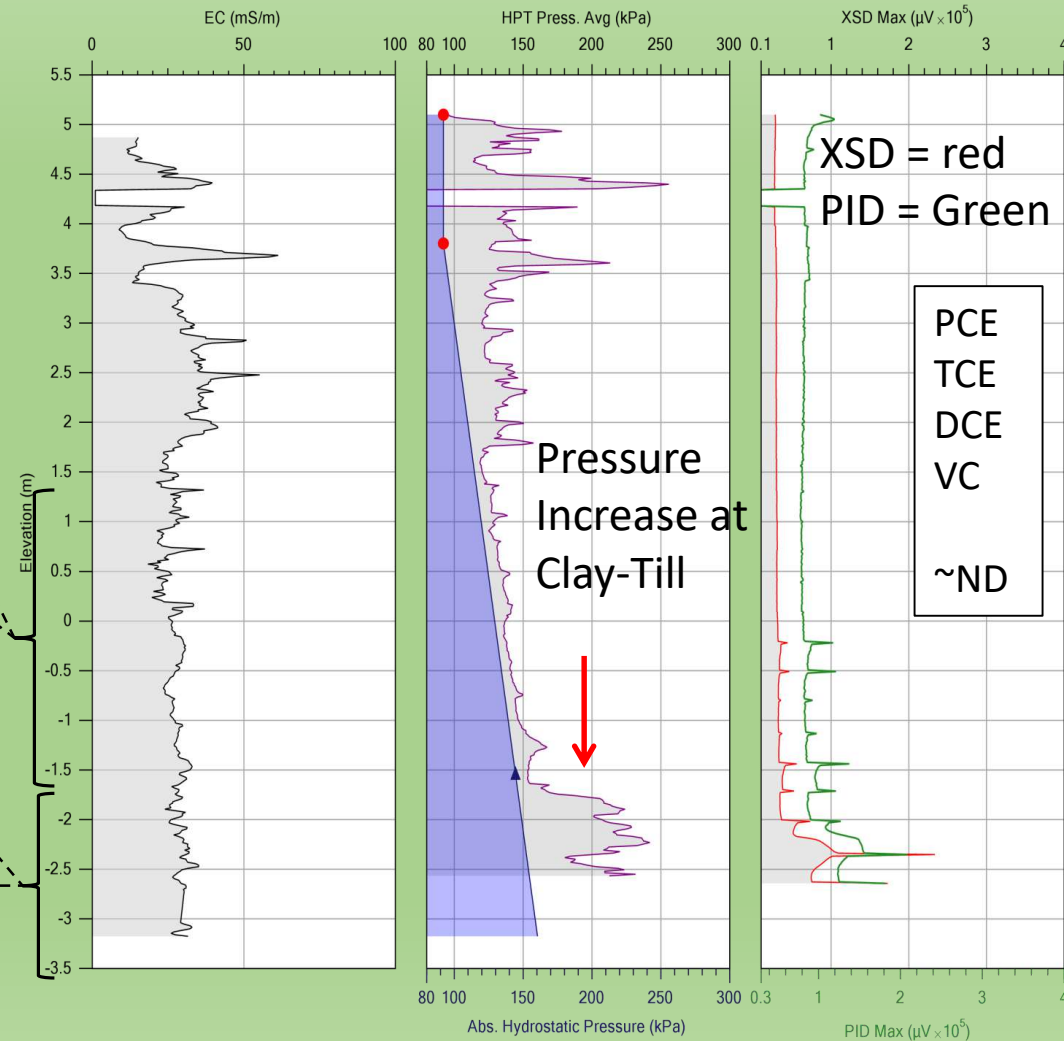 EC (mS/m)
HPT Press. Avg (kPa)
XSD Max (µV ×10⁵)
0 50 100
80 100 150 200 250 300
0.1 1 2 3 4
5.5
5
4.5
4
3.5
3
2.5
2
1.5
1
0.5
0
-0.5
-1
-1.5
-2
-2.5
-3
-3.5
Elevation (m)
Pressure
Increase at
Clay-Till
XSD = red
PID = Green
PCE
TCE
DCE
VC
~ND
80 100 150 200 250 300
Abs. Hydrostatic Pressure (kPa)
0.3 1 2 3 4
PID Max (µV ×10⁵)